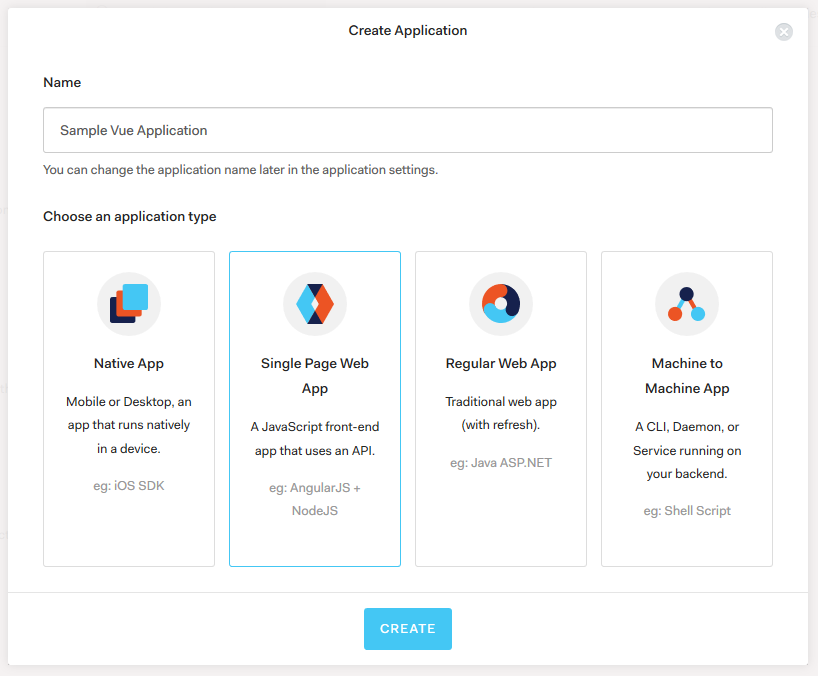 Create Application
Name
Sample Vue Application
You can change the application name later in the application settings.
Choose an application type
Native App
Mobile or Desktop, an
app that runs natively
in a device.
eg: iOS SDK
Single Page Web
App
A JavaScript front-end
app that uses an API.
eg: AngularJS +
NodeJS
Regular Web App
Traditional web app
(with refresh).
eg: Java ASP.NET
Machine to
Machine App
A CLI, Daemon, or
Service running on
your backend.
eg: Shell Script
CREATE